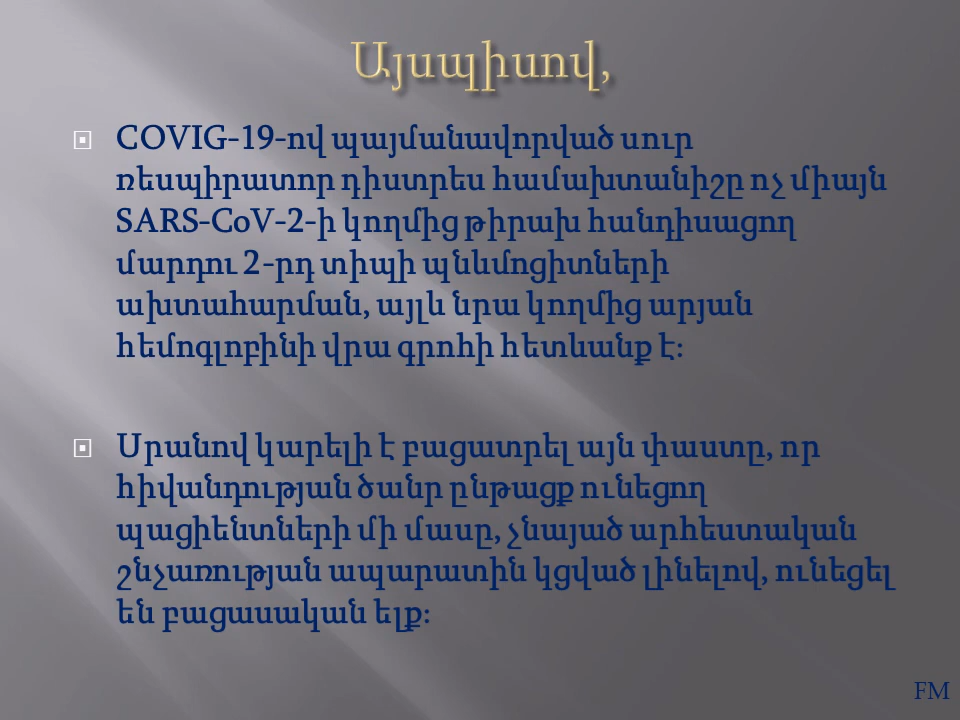 Այսպիսով,
COVIG-19-ով պայմանավորված սուր
ռեսպիրատոր դիստրես համախտանիշը ոչ միայն
SARS-CoV-2-ի կողմից թիրախ հանդիսացող
մարդու 2-րդ տիպի պնևմոցիտների
ախտահարման, այլև նրա կողմից արյան
հեմոգլոբինի վրա գրոհի հետևանք է:
Սրանով կարելի է բացատրել այն փաստը, որ
հիվանդության ծանր ընթացք ունեցող
պացիենտների մի մասը, չնայած արհեստական
շնչառության ապարատին կցված լինելով, ունեցել
են բացասական ելք:
FM